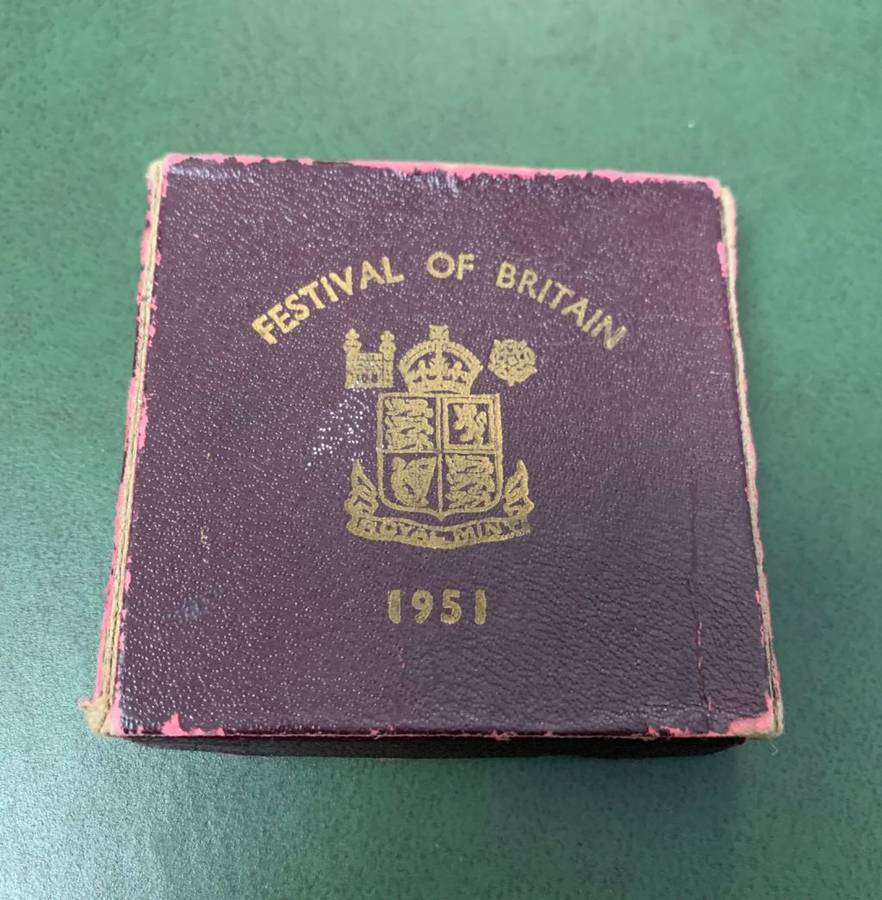 FESTIVAL OF BRITAIN
ROYAL MINT
1951